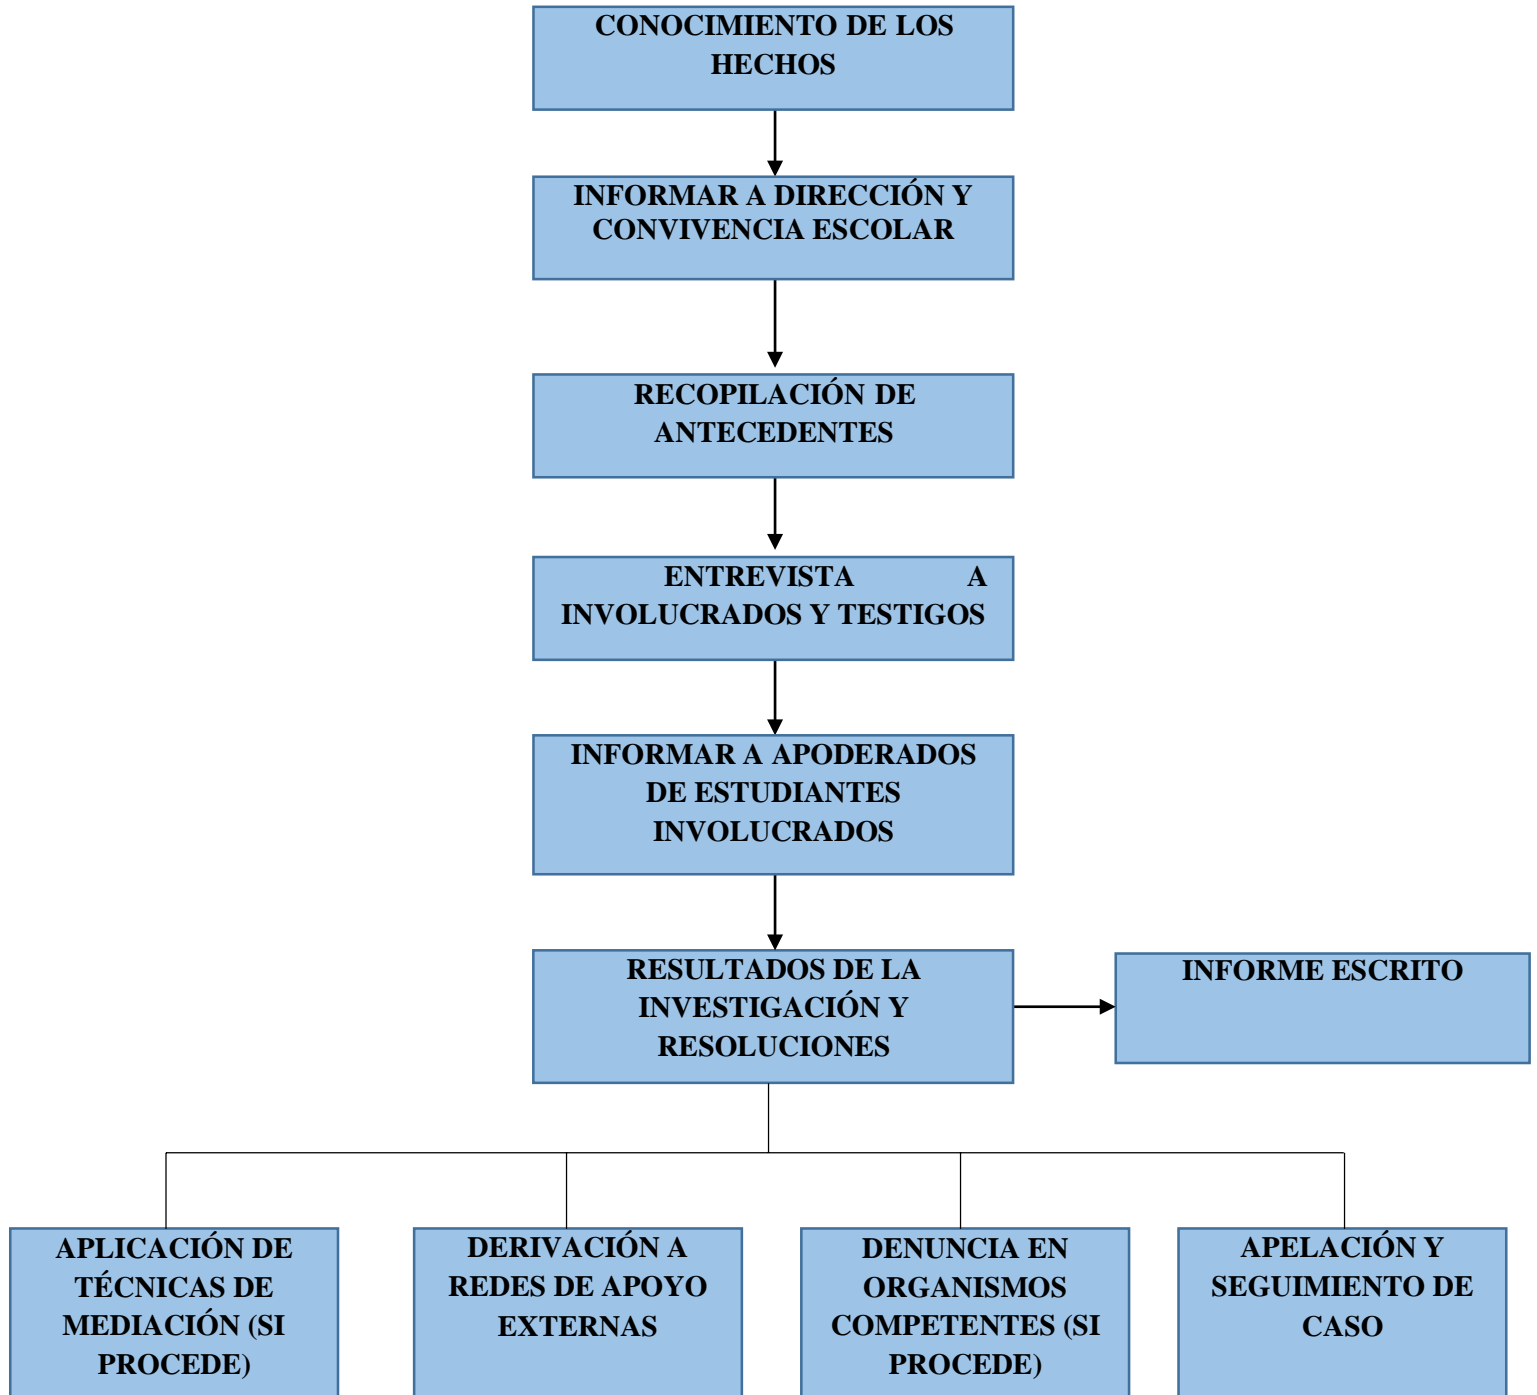 CONOCIMIENTO DE LOS
HECHOS
INFORMAR A DIRECCIÓN Y
CONVIVENCIA ESCOLAR
RECOPILACIÓN DE
ANTECEDENTES
ENTREVISTA A
INVOLUCRADOS Y TESTIGOS
INFORMAR A APODERADOS
DE ESTUDIANTES
INVOLUCRADOS
RESULTADOS DE LA
INVESTIGACIÓN Y
RESOLUCIONES
INFORME ESCRITO
APLICACIÓN DE
TÉCNICAS DE
MEDIACIÓN (SI
PROCEDE)
DERIVACIÓN A
REDES DE APOYO
EXTERNAS
DENUNCIA EN
ORGANISMOS
COMPETENTES (SI
PROCEDE)
APELACIÓN Y
SEGUIMIENTO DE
CASO